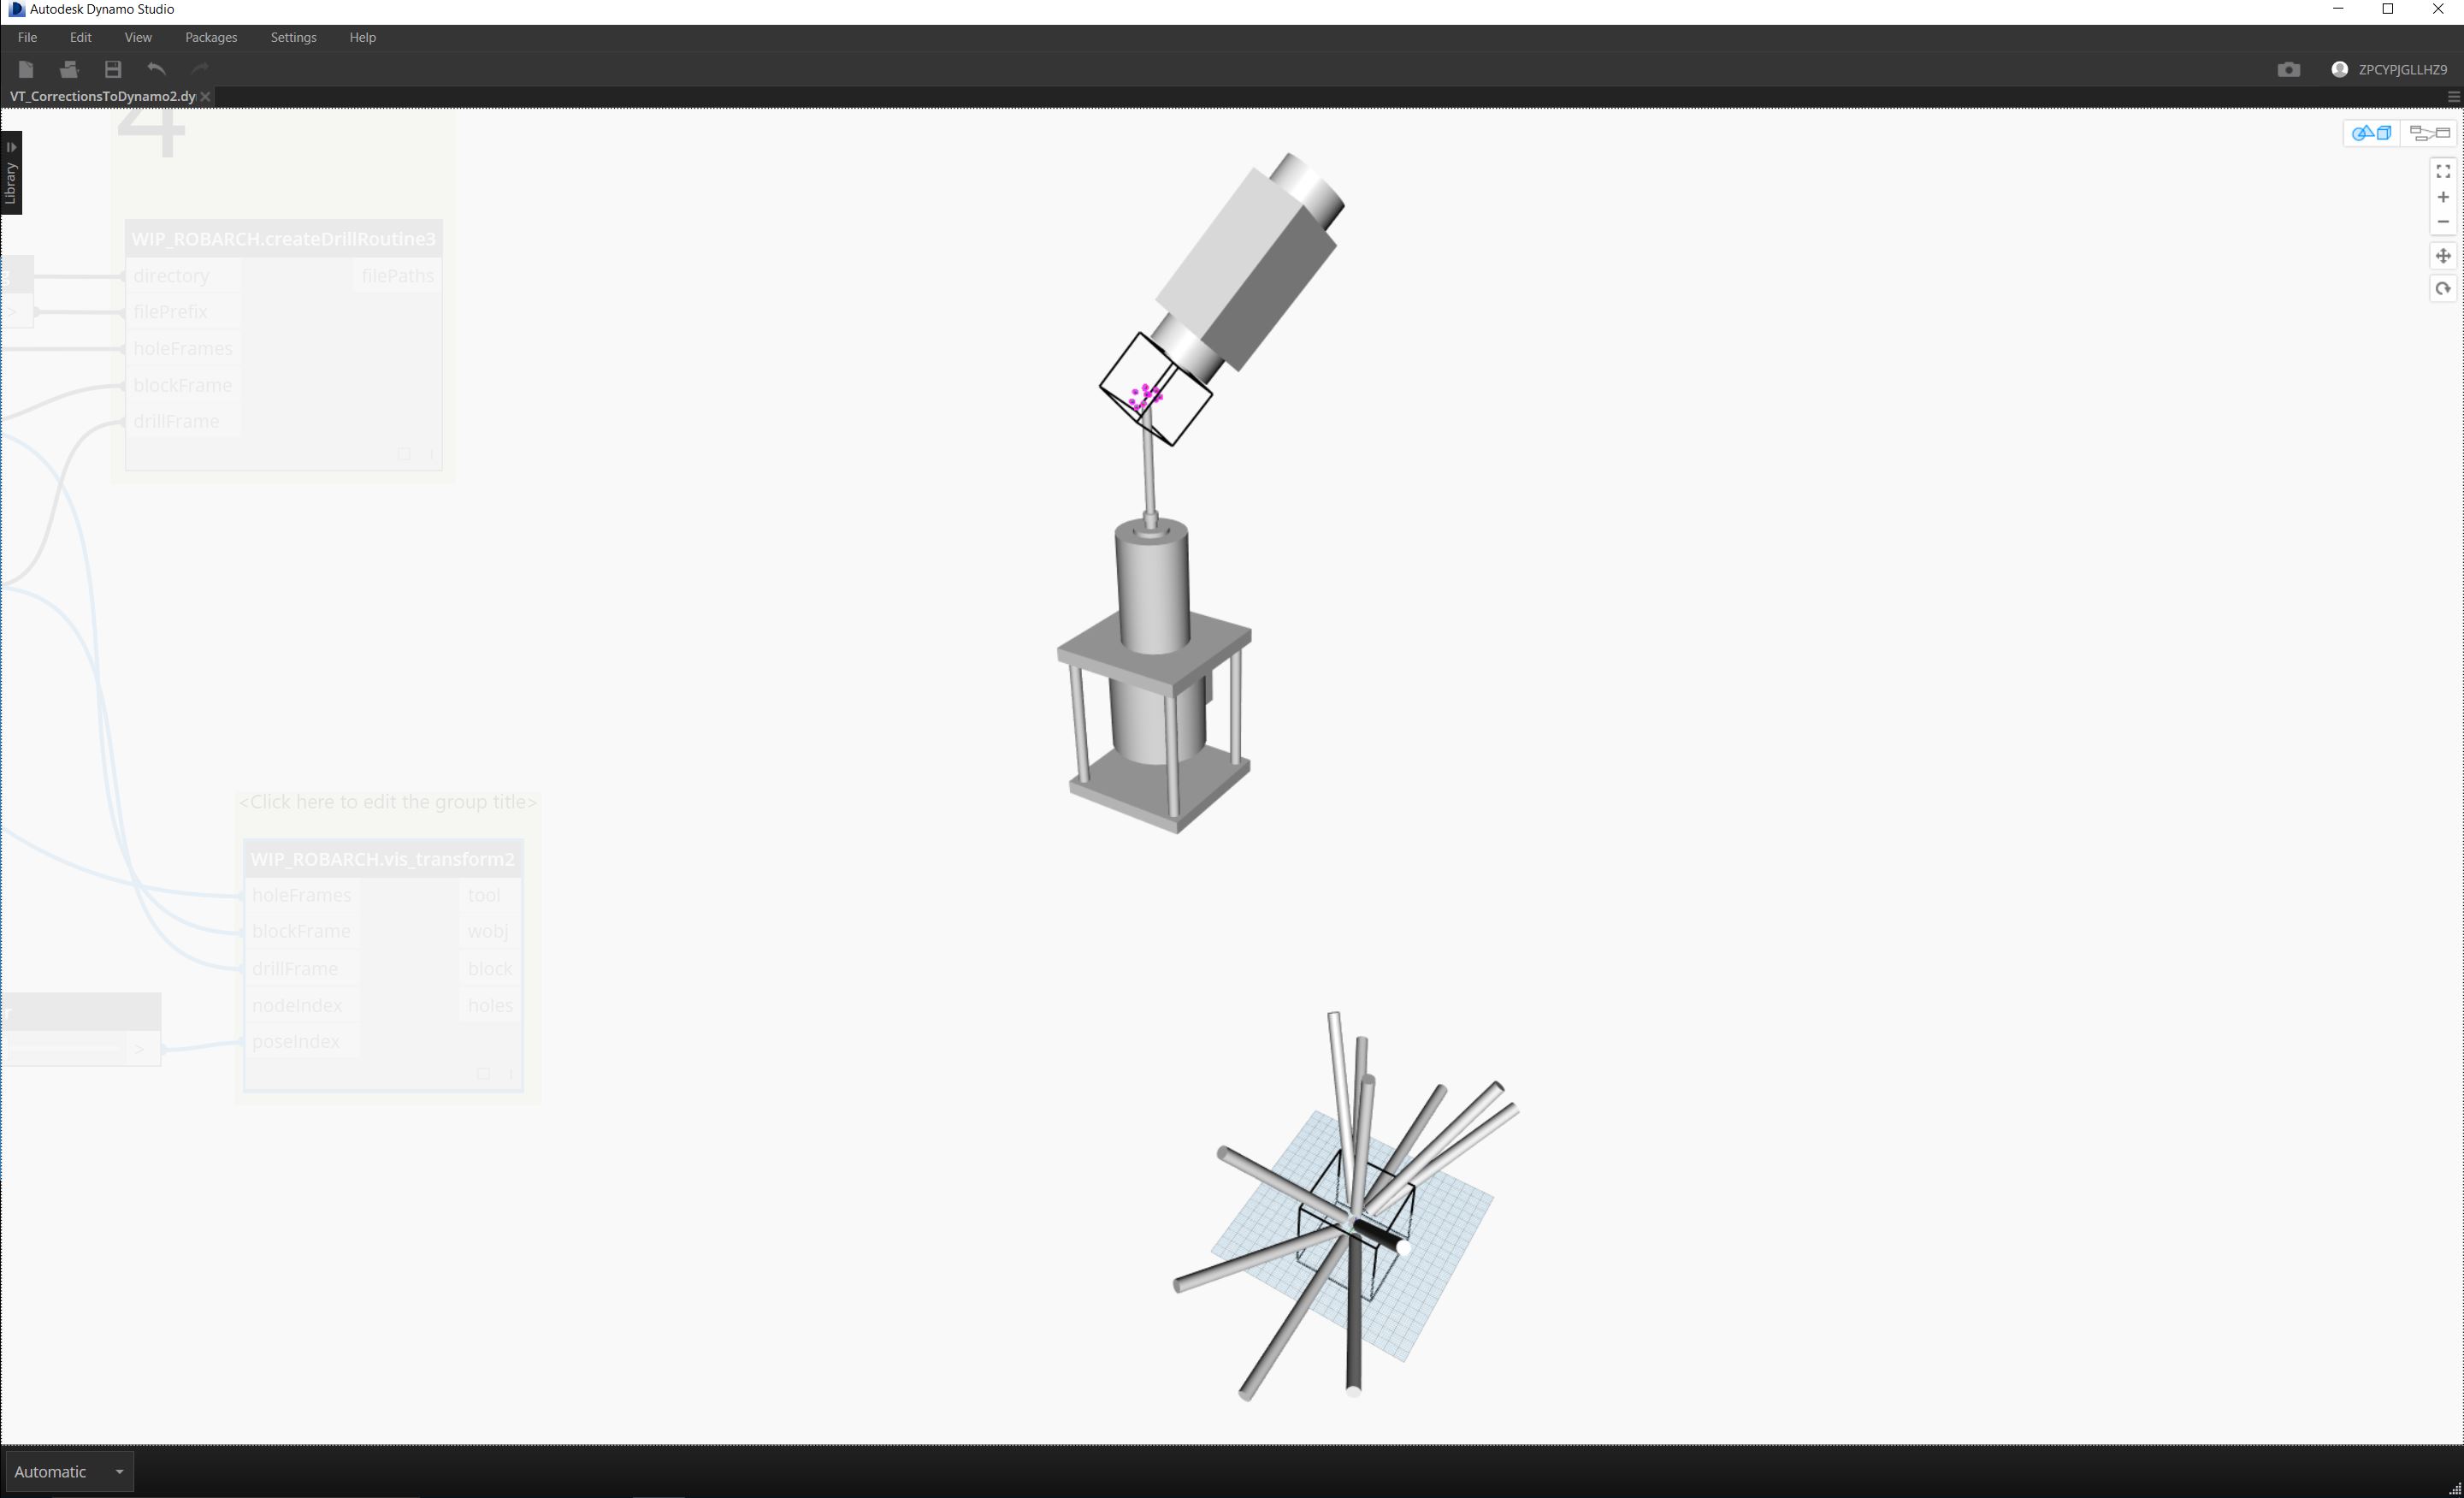 Autodesk Dynamo Studio
File Edit View Packages Settings Help
ZPCYPJGLLHZ9
VT_CorrectionsToDynamo2.dy
Library
4
WIP_ROBARCH.createDrillRoutine3
directory filePaths
filePrefix
>
holeFrames
blockFrame
drillFrame
<Click here to edit the group title>
WIP_ROBARCH.vis_transform2
holeFrames tool
blockFrame wobj
drillFrame block
nodeIndex holes
r
> poseIndex
Automatic